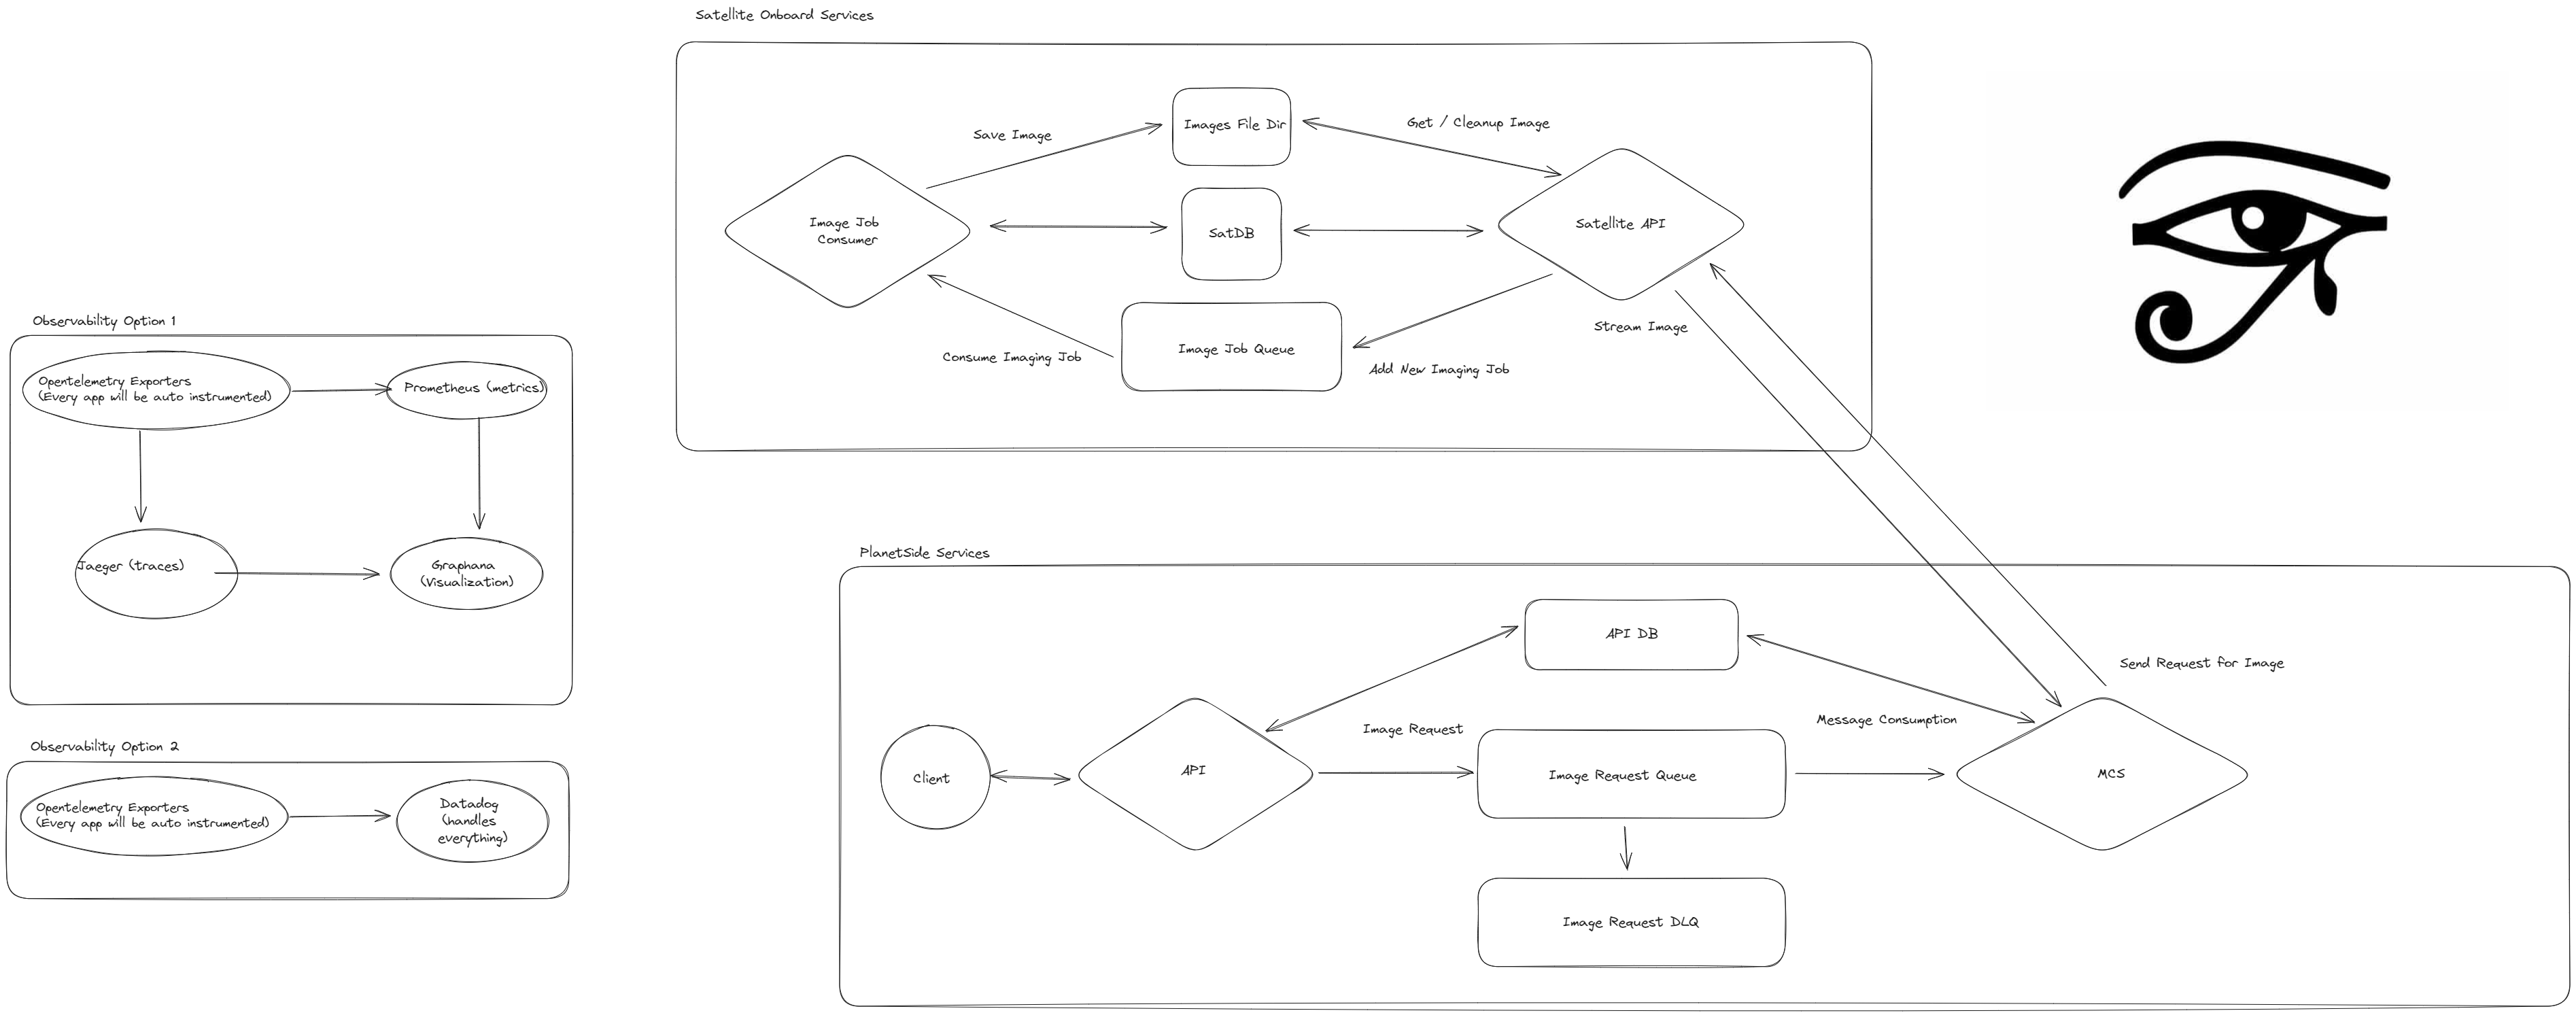 Satellite Onboard Services
Images File Dir
Save Image
Get / Cleanup Image
Image Job
Consumer
SatDB
Satellite API
Image Job Queue
Consume Imaging Job
Add New Imaging Job
Stream Image
Observability Option 1
Opentelemetry Exporters
(Every app will be auto instrumented)
Prometheus (metrics)
Jaeger (traces)
Graphana
(Visualization)
Observability Option 2
Opentelemetry Exporters
(Every app will be auto instrumented)
Datadog
(handles
everything)
PlanetSide Services
API DB
Send Request for Image
Client
API
Image Request
Image Request Queue
Message Consumption
MCS
Image Request DLQ